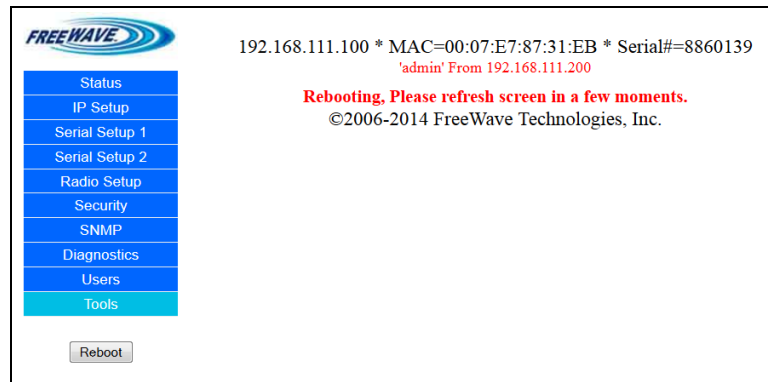 FREEWAVE
192.168.111.100 * MAC=00:07:E7:87:31:EB * Serial#=8860139
'admin' From 192.168.111.200
Rebooting, Please refresh screen in a few moments.
©2006-2014 FreeWave Technologies, Inc.
Status
IP Setup
Serial Setup 1
Serial Setup 2
Radio Setup
Security
SNMP
Diagnostics
Users
Tools
Reboot